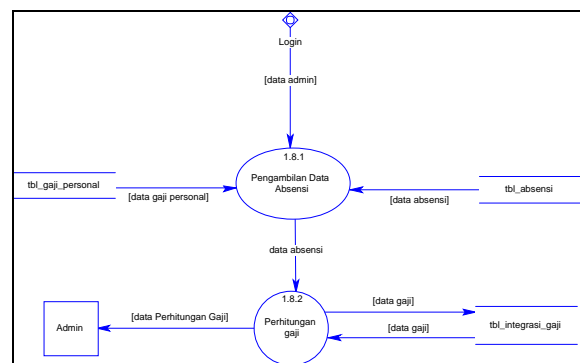 Login
[data admin]
1.8.1
Pengambilan Data
Absensi
tbl_gaji_personal
[data gaji personal]
tbl_absensi
[data absensi]
data absensi
1.8.2
Perhitungan
gaji
Admin
[data Perhitungan Gaji]
[data gaji]
tbl_integrasi_gaji
[data gaji]